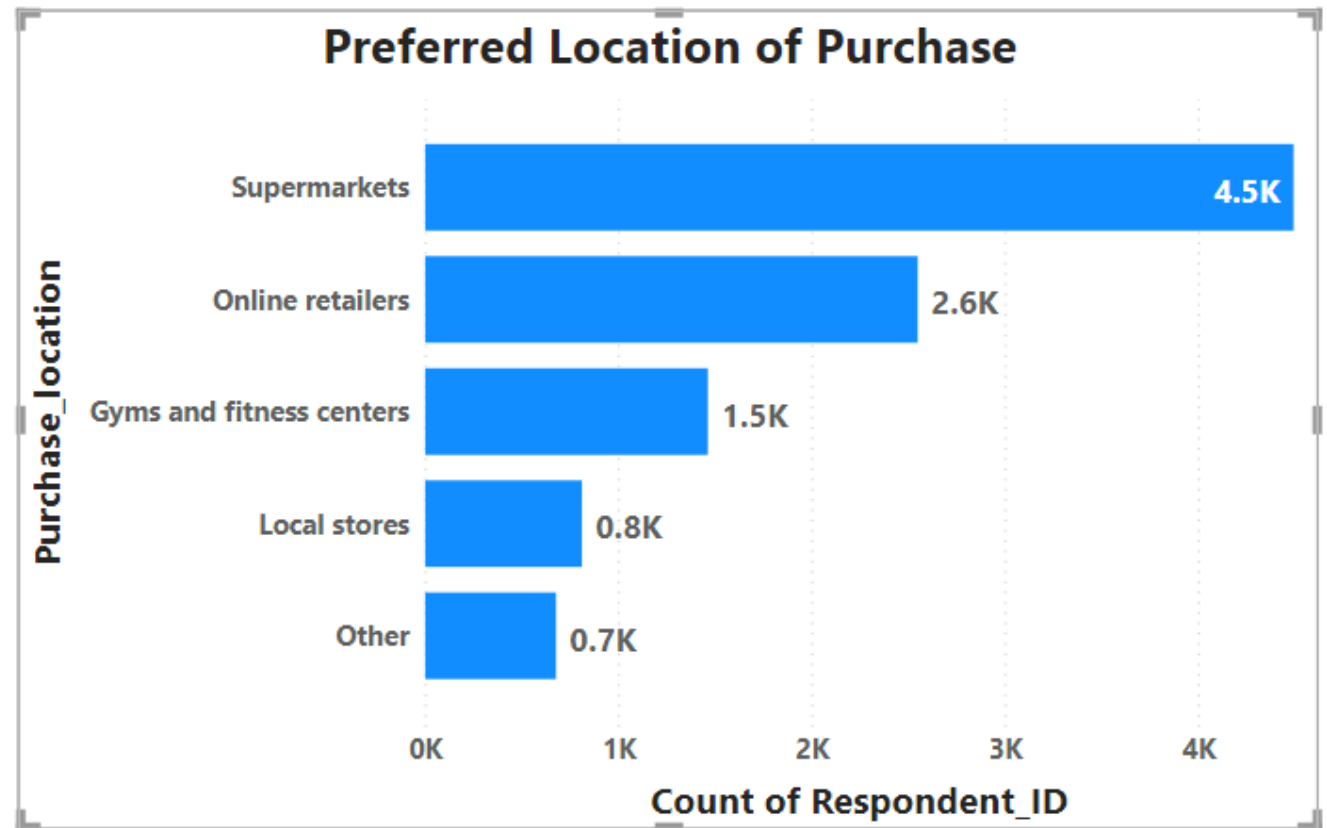 Preferred Location of Purchase
Purchase_location
Supermarkets
4.5K
Online retailers
2.6K
Gyms and fitness centers
1.5K
Local stores
0.8K
Other
0.7K
0K
1K
2K
3K
4K
Count of Respondent_ID